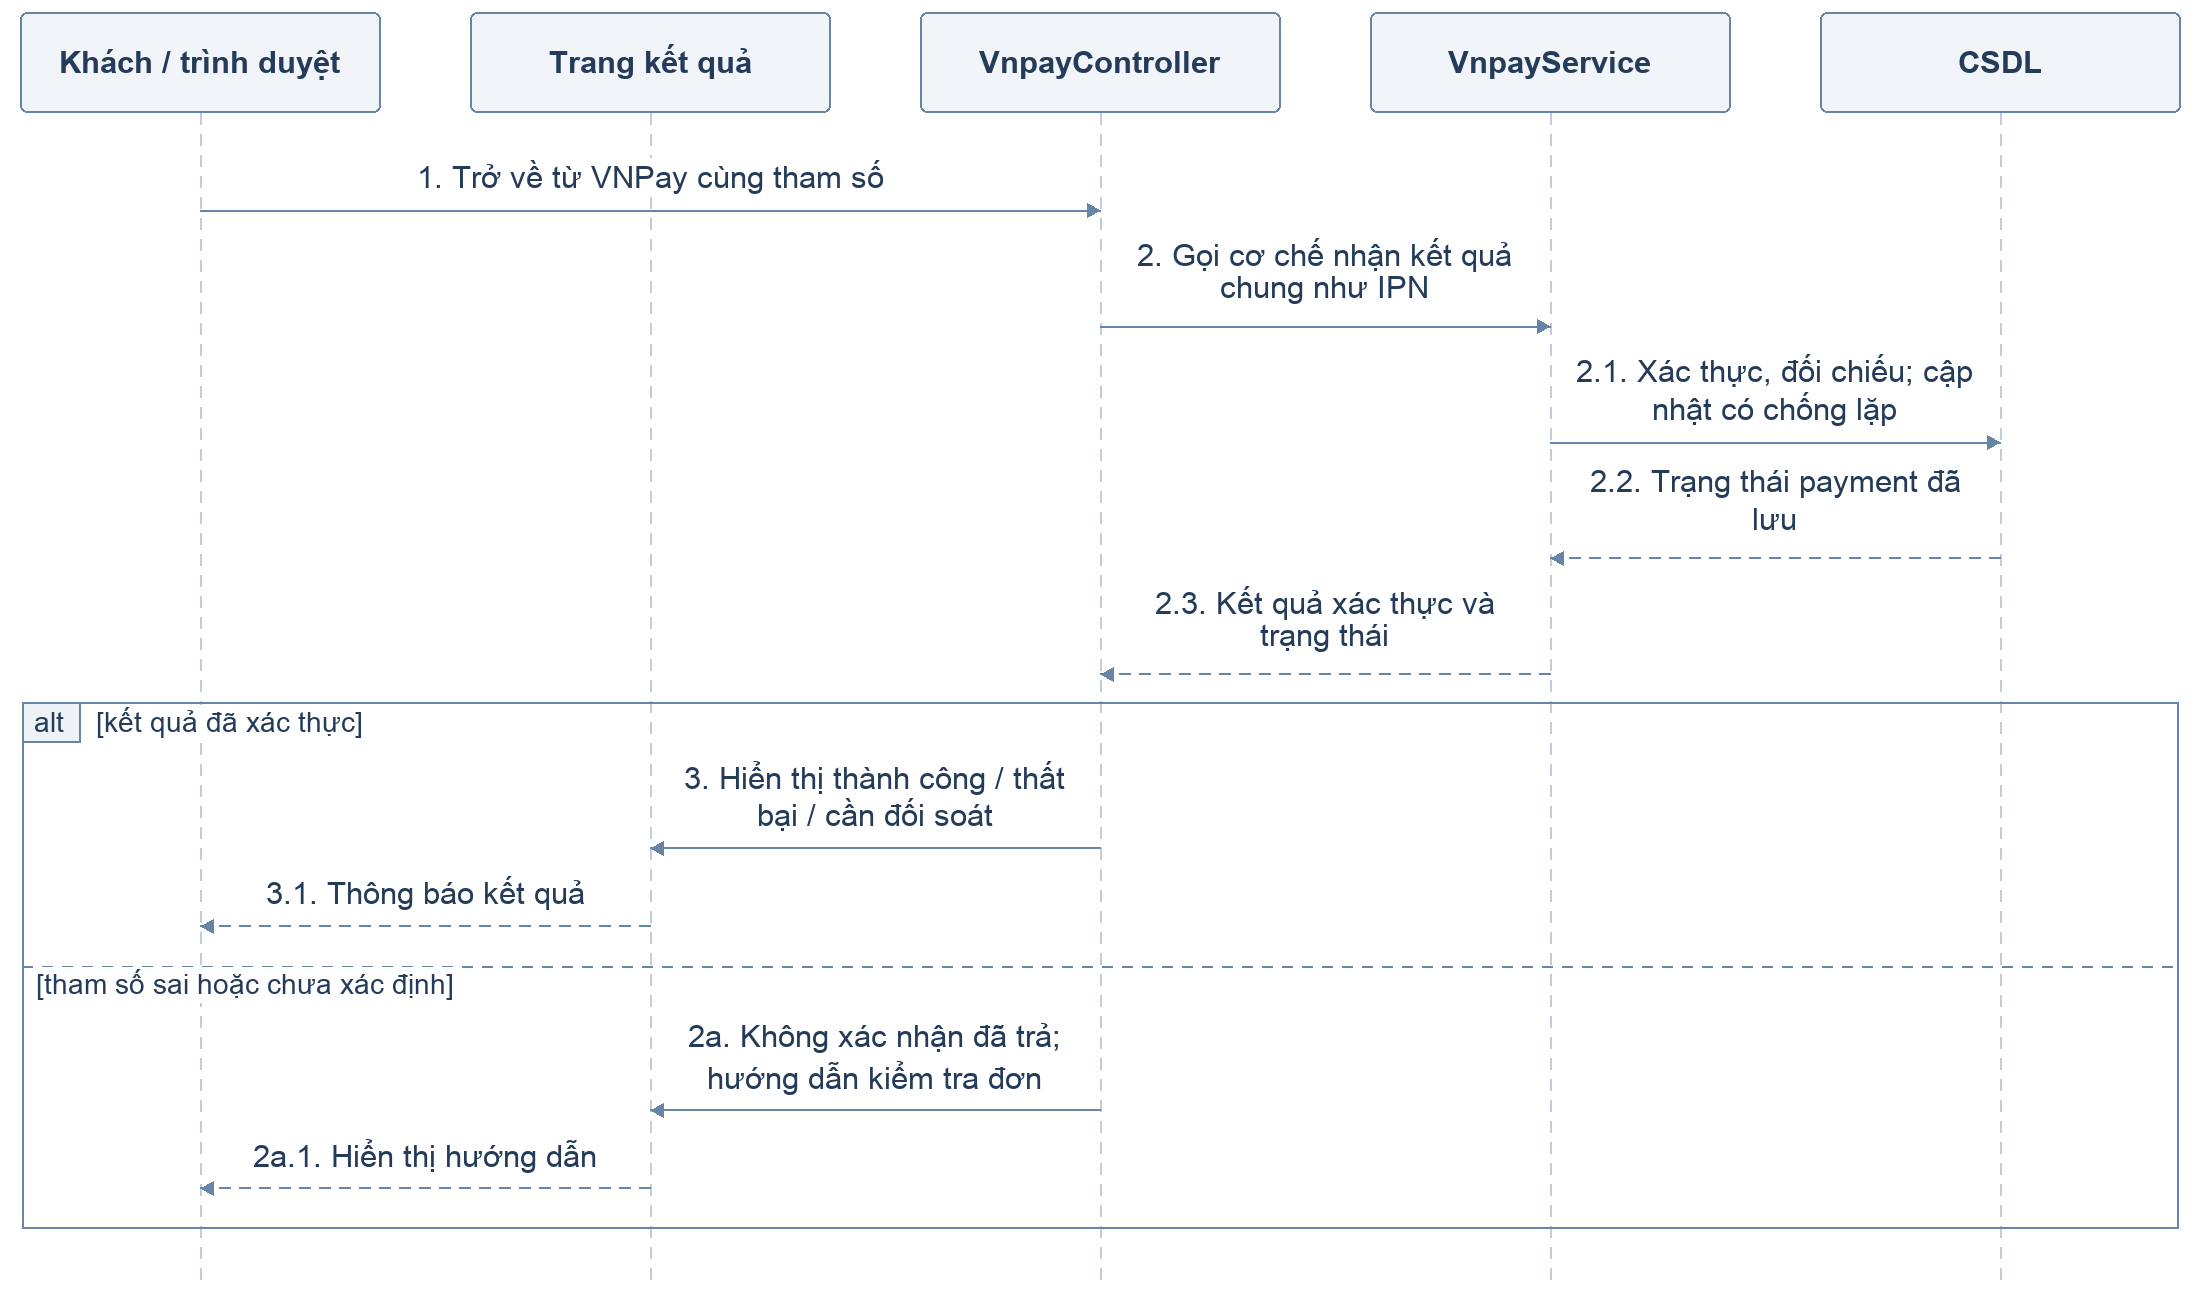 Khách / trình duyệt
Trang kết quả
VnpayController
VnpayService
CSDL
1. Trở về từ VNPay cùng tham số
2. Gọi cơ chế nhận kết quả
chung như IPN
2.1. Xác thực, đối chiếu; cập
nhật có chống lặp
2.2. Trạng thái payment đã
lưu
2.3. Kết quả xác thực và
trạng thái
alt
[kết quả đã xác thực]
3. Hiển thị thành công / thất
bại / cần đối soát
3.1. Thông báo kết quả
[tham số sai hoặc chưa xác định]
2a. Không xác nhận đã trả;
hướng dẫn kiểm tra đơn
2a.1. Hiển thị hướng dẫn